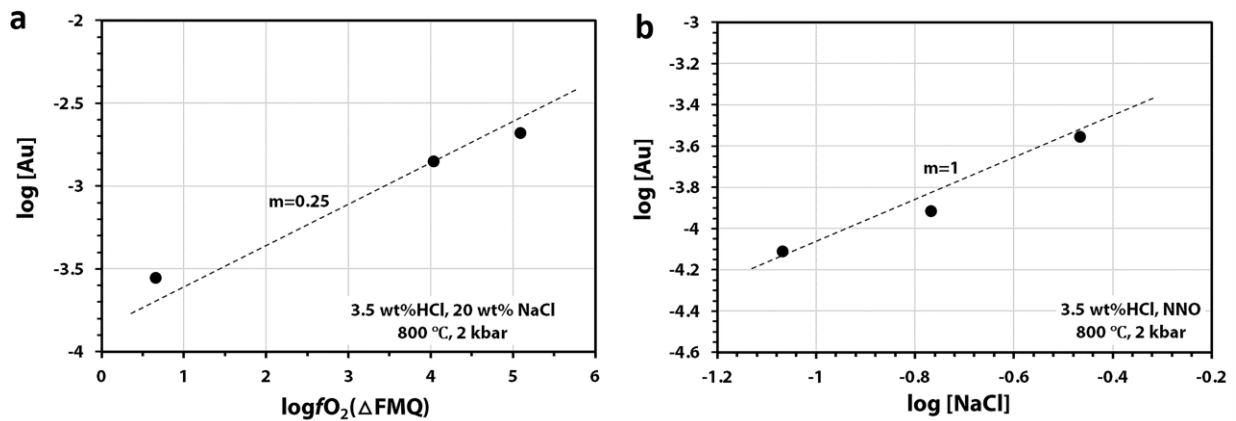 a
-2
-2.5
-3
-3.5
-4
log [Au]
m=0.25
3.5 wt%HCl, 20 wt% NaCl
800 ℃, 2 kbar
0
1
2
3
4
5
6
logfO₂(△FMQ)
b
-3
-3.2
-3.4
-3.6
-3.8
-4
-4.2
-4.4
-4.6
log [Au]
m=1
3.5 wt%HCl, NNO
800 ℃, 2 kbar
-1.2
-1
-0.8
-0.6
-0.4
-0.2
log [NaCl]